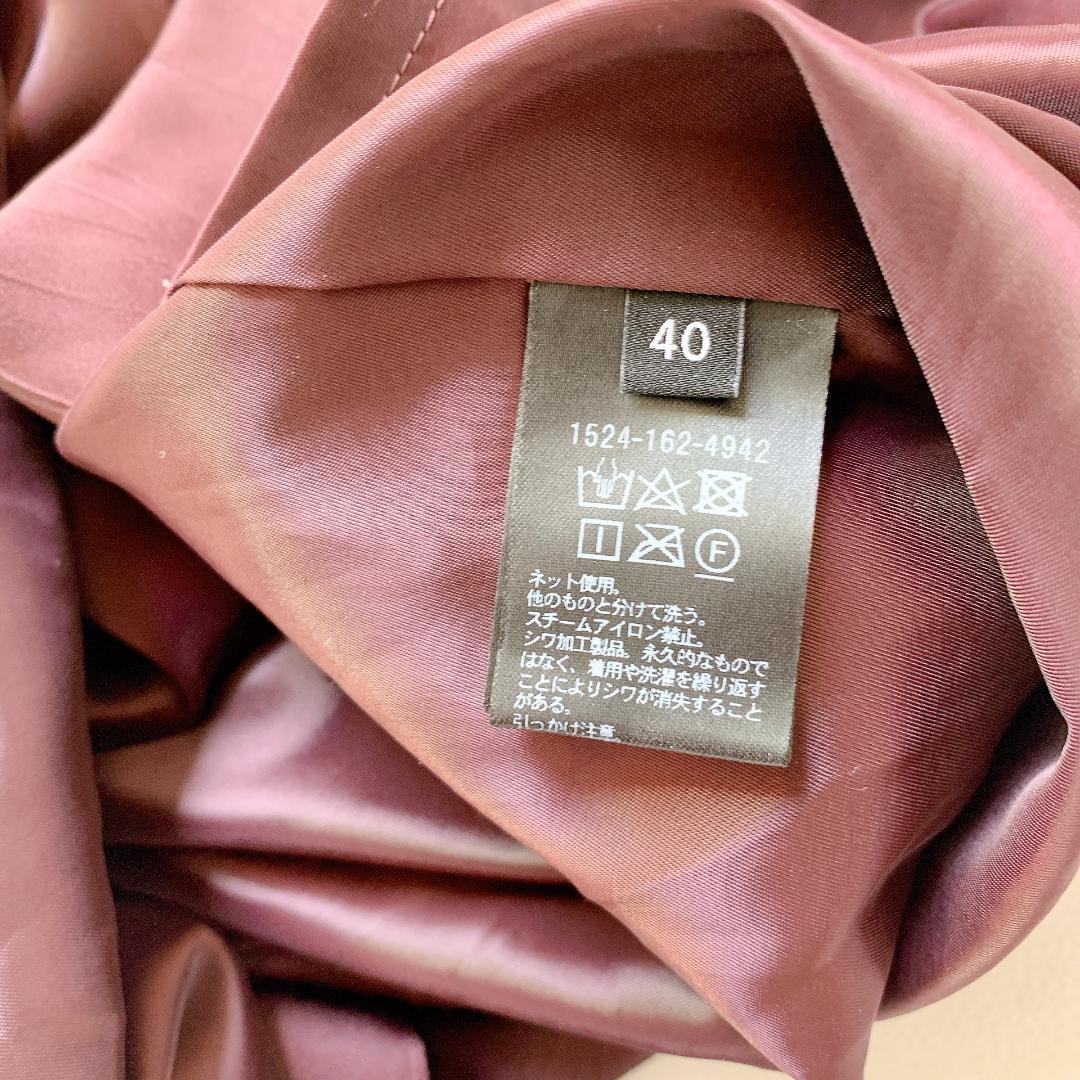 40
1524-162-4942
F
ネット使用。
他のものと分けて洗う。
スチームアイロン禁止。
シワ加工製品。永久的なもので
はなく、着用や洗濯を繰り返す
ことによりシワが消失すること
がある。
引っかけ注意。